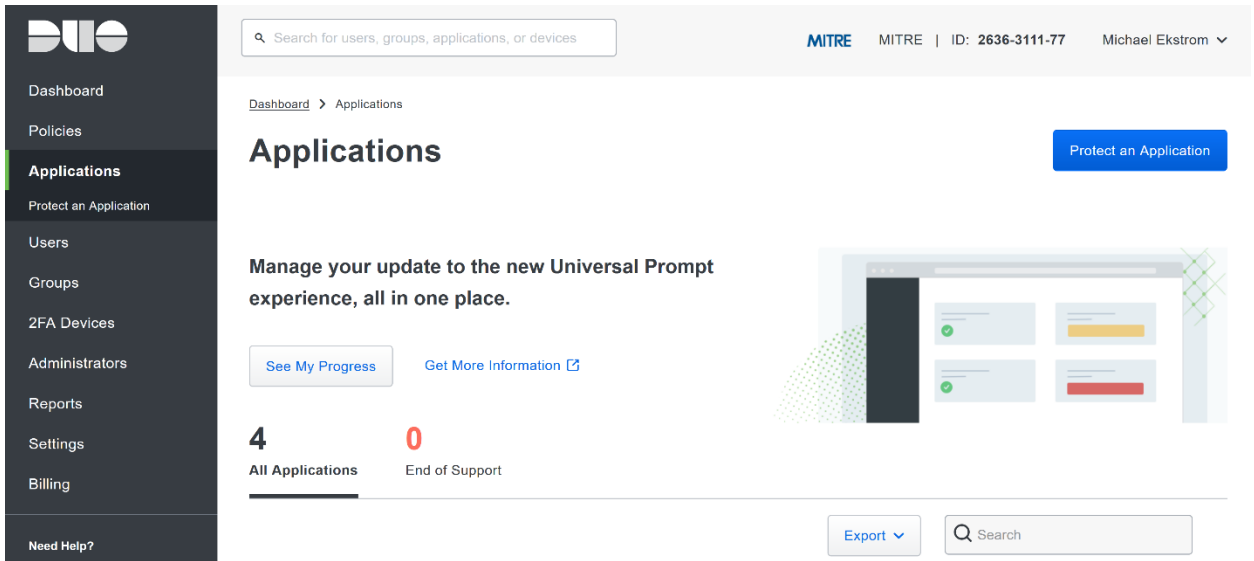 DUO
Search for users, groups, applications, or devices
MITRE MITRE | ID: 2636-3111-77 Michael Ekstrom
Dashboard
Policies
Applications
Protect an Application
Users
Groups
2FA Devices
Administrators
Reports
Settings
Billing
Need Help?
Dashboard > Applications
Applications
Protect an Application
Manage your update to the new Universal Prompt
experience, all in one place.
See My Progress Get More Information
4 0
All Applications End of Support
Export Search